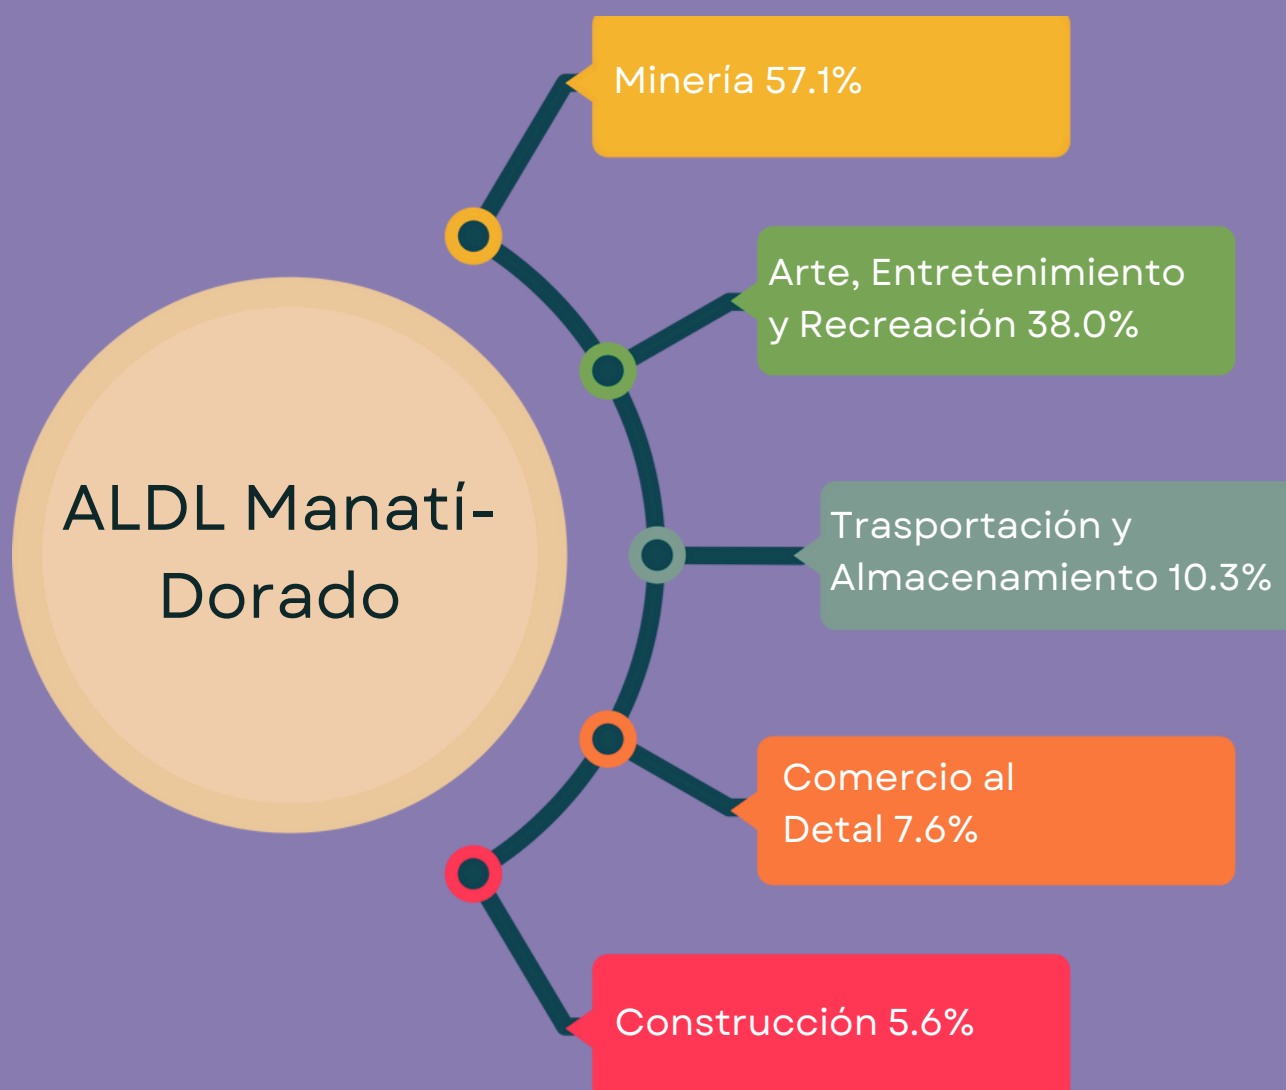 Minería 57.1%
Arte, Entretenimiento
y Recreación 38.0%
ALDL Manatí-
Dorado
Trasportación y
Almacenamiento 10.3%
Comercio al
Detal 7.6%
Construcción 5.6%